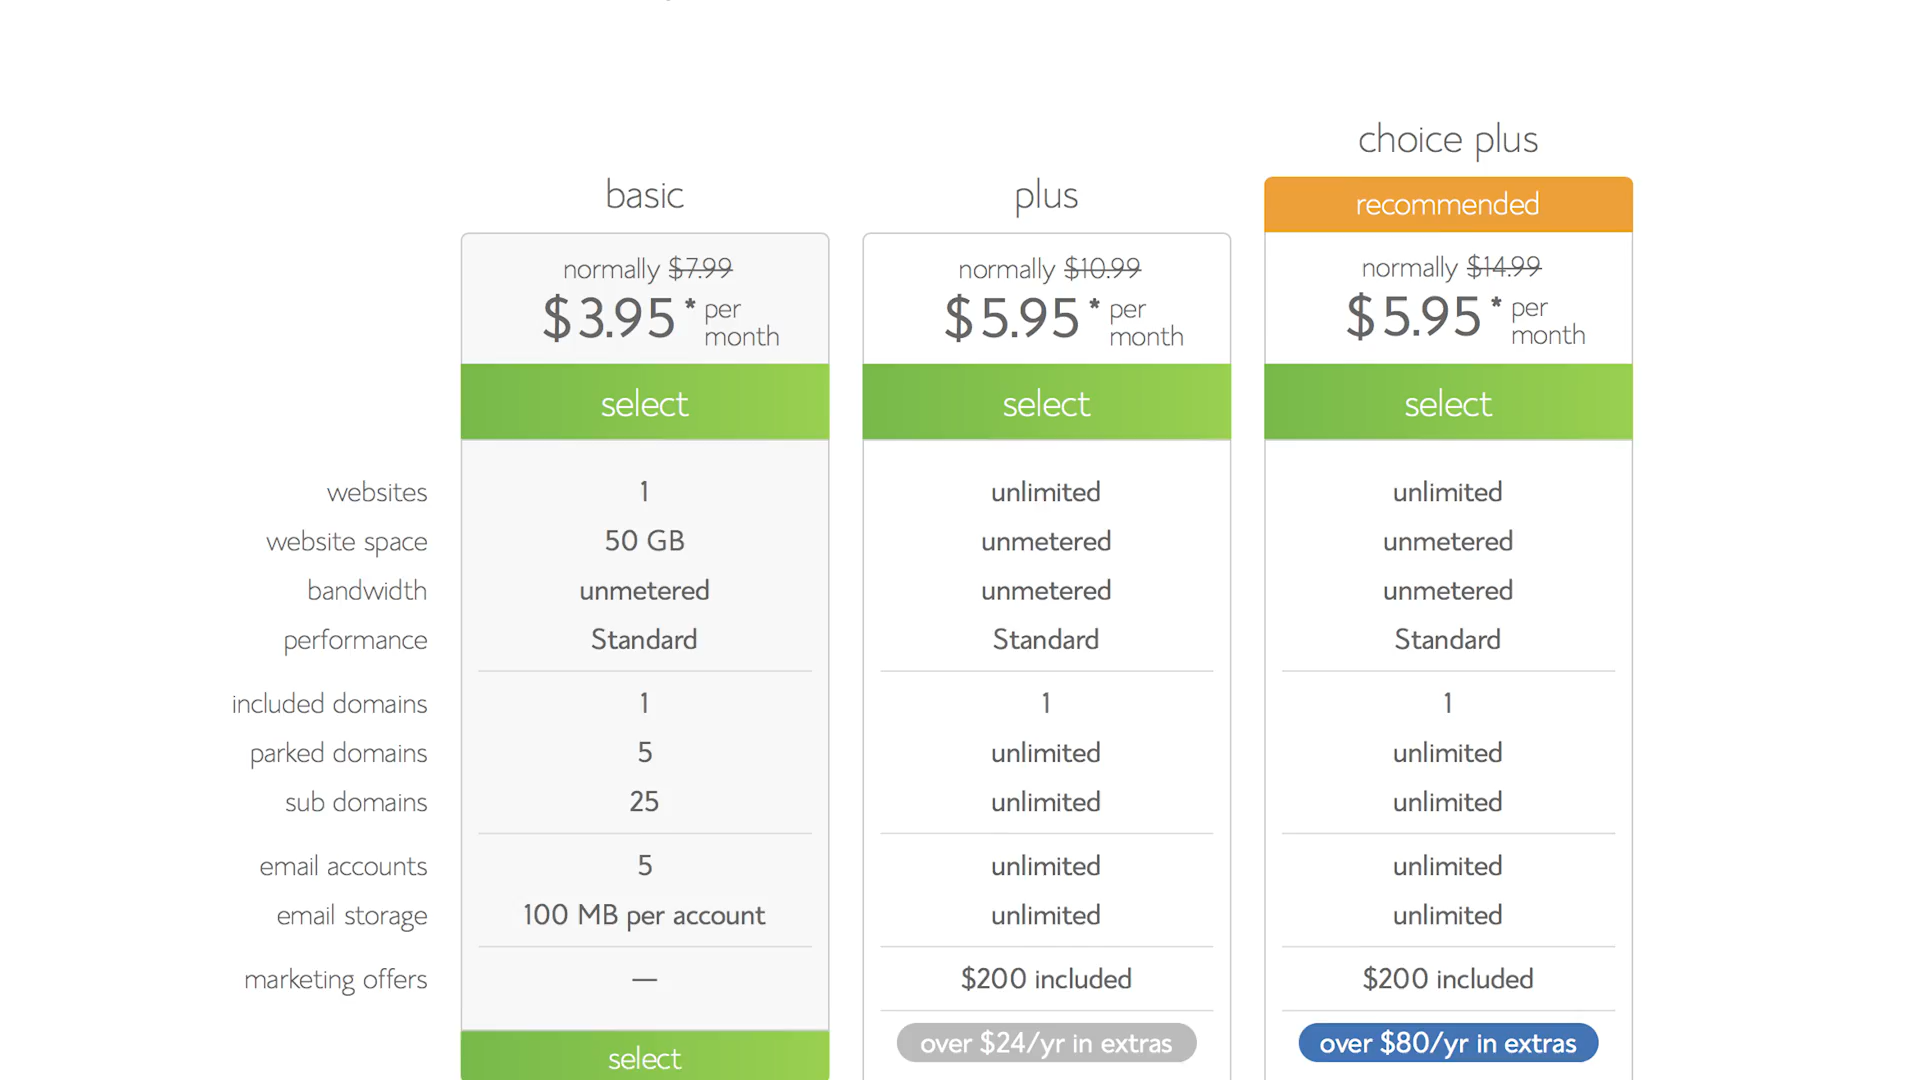 choice plus
basic plus recommended
normally $7.99 normally $10.99 normally $14.99
$3.95* per month $5.95* per month $5.95* per month
select select select
websites 1 unlimited unlimited
website space 50 GB unmetered unmetered
bandwidth unmetered unmetered unmetered
performance Standard Standard Standard
included domains 1 1 1
parked domains 5 unlimited unlimited
sub domains 25 unlimited unlimited
email accounts 5 unlimited unlimited
email storage 100 MB per account unlimited unlimited
marketing offers — $200 included $200 included
over $24/yr in extras over $80/yr in extras
select